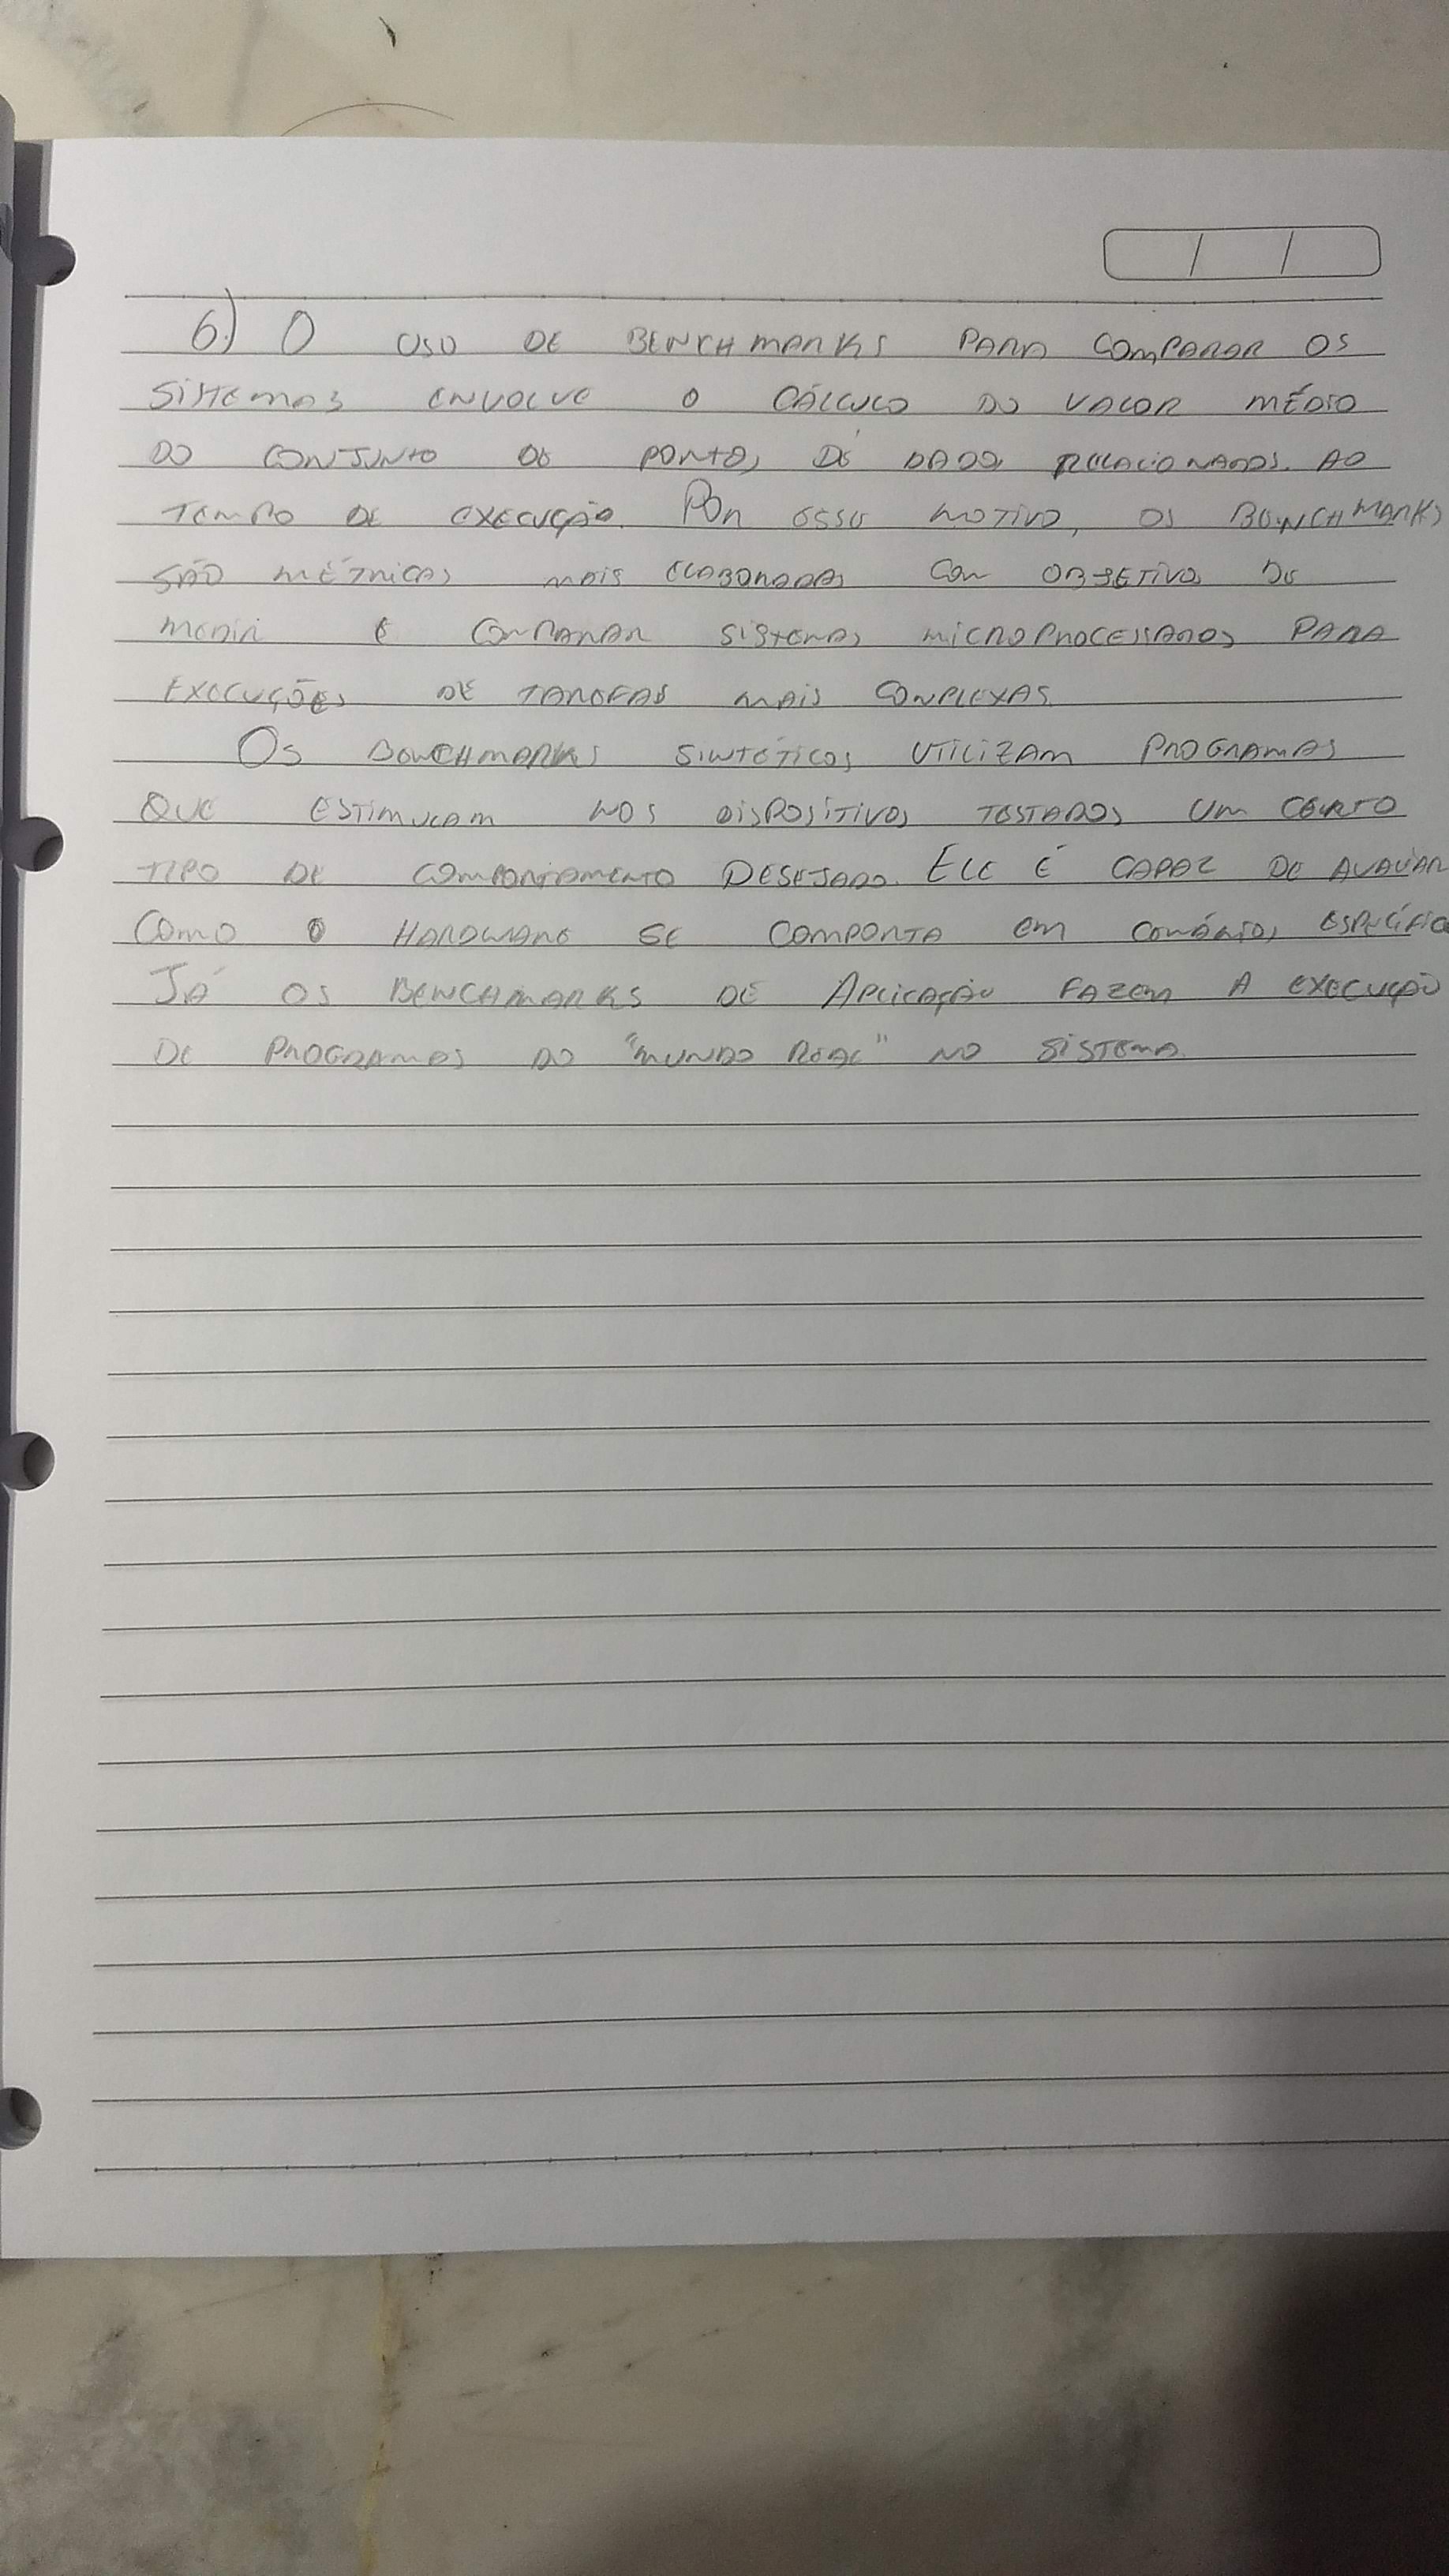 6) O USO DE BENCHMARKS PARA COMPARAR OS
SISTEMAS ENVOLVE O CÁLCULO DO VALOR MÉDIO
DO CONJUNTO DE PONTOS DE DADOS RELACIONADOS AO
TEMPO DE EXECUÇÃO. POR ESSE MOTIVO, OS BENCHMARKS
SÃO MÉTRICAS MAIS ELABORADAS COM OBJETIVO DE
MEDIR E COMPARAR SISTEMAS MICROPROCESSADOS PARA
EXECUÇÕES DE TAREFAS MAIS COMPLEXAS.
OS BENCHMARKS SINTÉTICOS UTILIZAM PROGRAMAS
QUE ESTIMULAM NOS DISPOSITIVOS TESTADOS UM CERTO
TIPO DE COMPORTAMENTO DESEJADO. ELE É CAPAZ DE AVALIAR
COMO O HARDWARE SE COMPORTA EM CENÁRIOS
JÁ OS BENCHMARKS DE APLICAÇÃO FAZEM A EXECUÇÃO
DE PROGRAMAS DO "MUNDO REAL" NO SISTEMA.